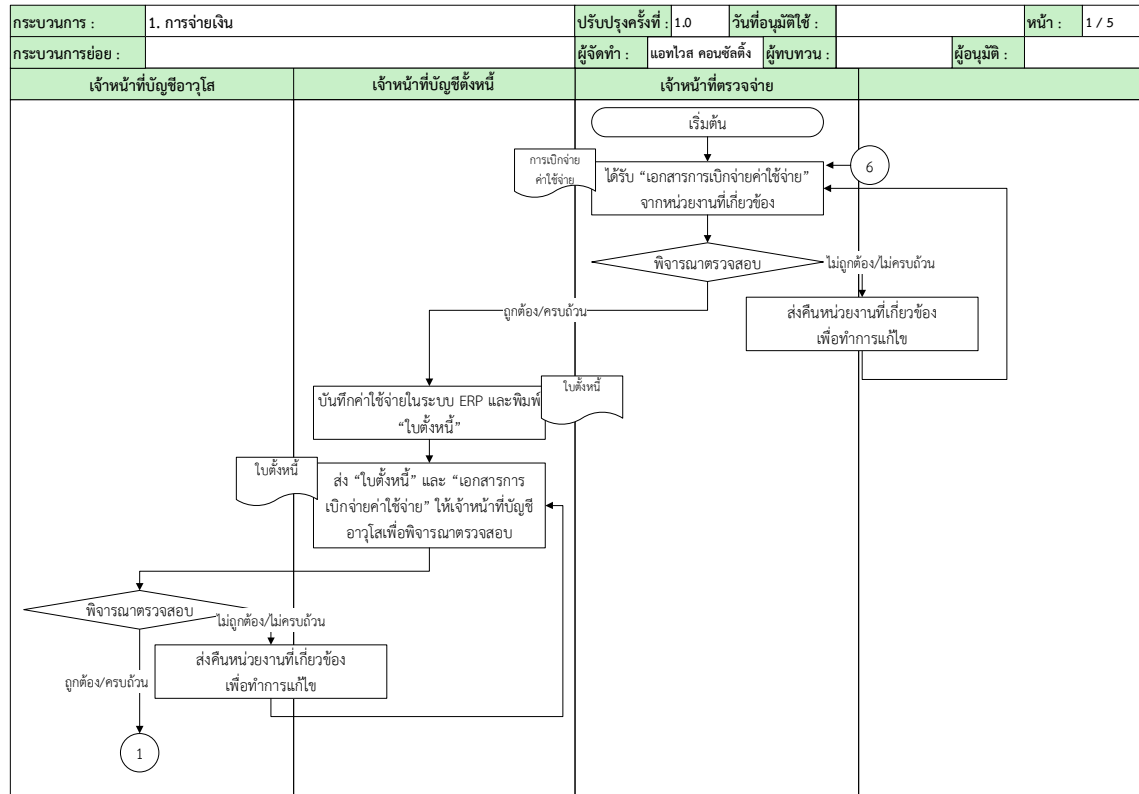 กระบวนการ : 1. การจ่ายเงิน ปรับปรุงครั้งที่ : 1.0 วันที่อนุมัติใช้ : หน้า : 1 / 5
กระบวนการย่อย : ผู้จัดทำ : แอทไวส คอนซัลติ้ง ผู้ทบทวน : ผู้อนุมัติ :
เจ้าหน้าที่บัญชีอาวุโส เจ้าหน้าที่บัญชีตั้งหนี้ เจ้าหน้าที่ตรวจจ่าย
เริ่มต้น
การเบิกจ่าย
ค่าใช้จ่าย
6
ได้รับ “เอกสารการเบิกจ่ายค่าใช้จ่าย”
จากหน่วยงานที่เกี่ยวข้อง
พิจารณาตรวจสอบ
ไม่ถูกต้อง/ไม่ครบถ้วน
ถูกต้อง/ครบถ้วน
ส่งคืนหน่วยงานที่เกี่ยวข้อง
เพื่อทำการแก้ไข
บันทึกค่าใช้จ่ายในระบบ ERP และพิมพ์
“ใบตั้งหนี้”
ใบตั้งหนี้
ใบตั้งหนี้
ส่ง “ใบตั้งหนี้” และ “เอกสารการ
เบิกจ่ายค่าใช้จ่าย” ให้เจ้าหน้าที่บัญชี
อาวุโสเพื่อพิจารณาตรวจสอบ
พิจารณาตรวจสอบ
ไม่ถูกต้อง/ไม่ครบถ้วน
ส่งคืนหน่วยงานที่เกี่ยวข้อง
เพื่อทำการแก้ไข
ถูกต้อง/ครบถ้วน
1